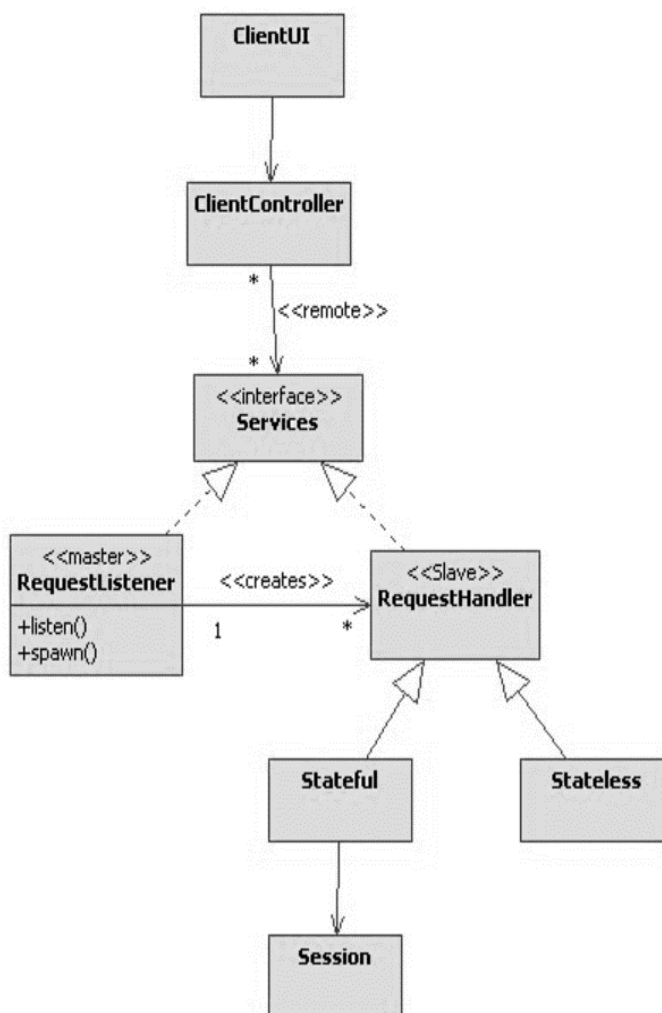 ClientUI
ClientController
*
<<remote>>
*
<<interface>>
Services
<<master>>
RequestListener
+listen()
+spawn()
<<creates>>
1
*
<<Slave>>
RequestHandler
Stateful
Stateless
Session